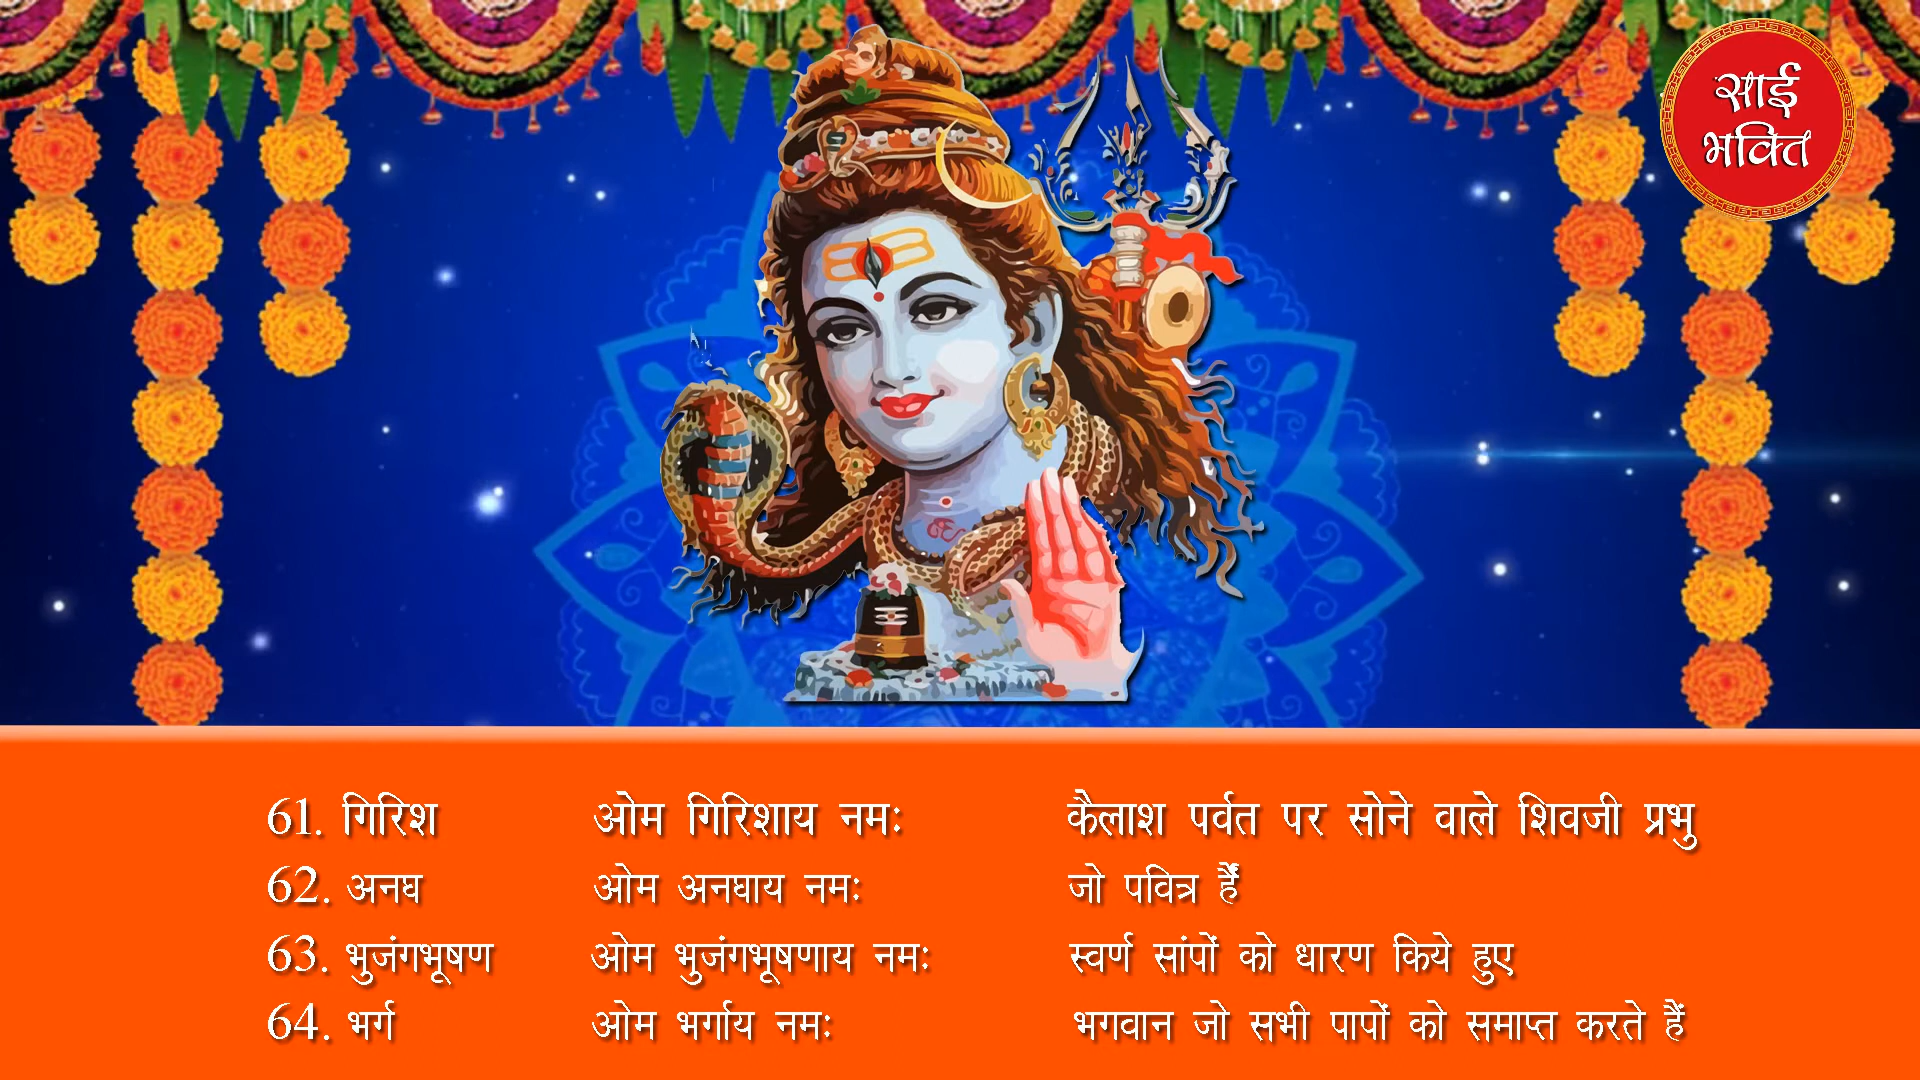 साई
भक्ति
61. गिरिश ओम गिरिशाय नमः कैलाश पर्वत पर सोने वाले शिवजी प्रभु
62. अनघ ओम अनघाय नमः जो पवित्र हैं
63. भुजंगभूषण ओम भुजंगभूषणाय नमः स्वर्ण सांपों को धारण किये हुए
64. भर्ग ओम भर्गाय नमः भगवान जो सभी पापों को समाप्त करते हैं